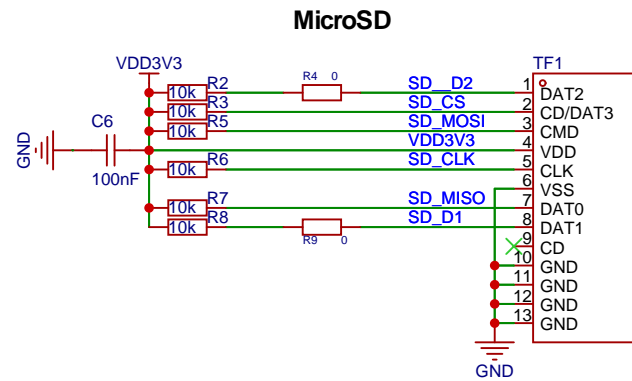 MicroSD
VDD3V3
TF1
10k R2 R4 0 SD__D2 1 DAT2
10k R3 SD_CS 2 CD/DAT3
10k R5 SD_MOSI 3 CMD
GND C6 100nF VDD3V3 4 VDD
10k R6 SD_CLK 5 CLK
6 VSS
10k R7 SD_MISO 7 DAT0
10k R8 R9 0 SD_D1 8 DAT1
9 CD
10 GND
11 GND
12 GND
13 GND
GND